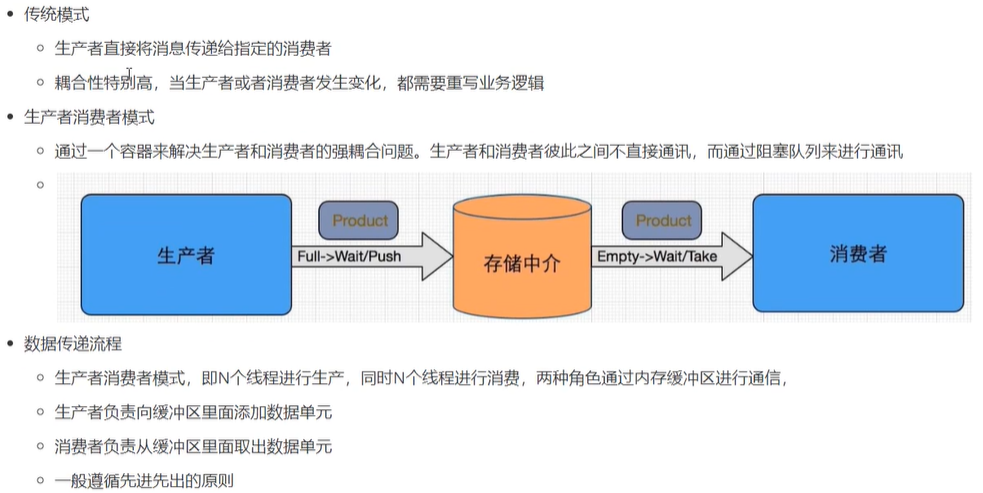 传统模式
生产者直接将消息传递给指定的消费者
耦合性特别高，当生产者或者消费者发生变化，都需要重写业务逻辑
生产者消费者模式
通过一个容器来解决生产者和消费者的强耦合问题。生产者和消费者彼此之间不直接通讯，而通过阻塞队列来进行通讯
生产者
Product
Full->Wait/Push
存储中介
Product
Empty->Wait/Take
消费者
数据传递流程
生产者消费者模式，即N个线程进行生产，同时N个线程进行消费，两种角色通过内存缓冲区进行通信，
生产者负责向缓冲区里面添加数据单元
消费者负责从缓冲区里面取出数据单元
一般遵循先进先出的原则